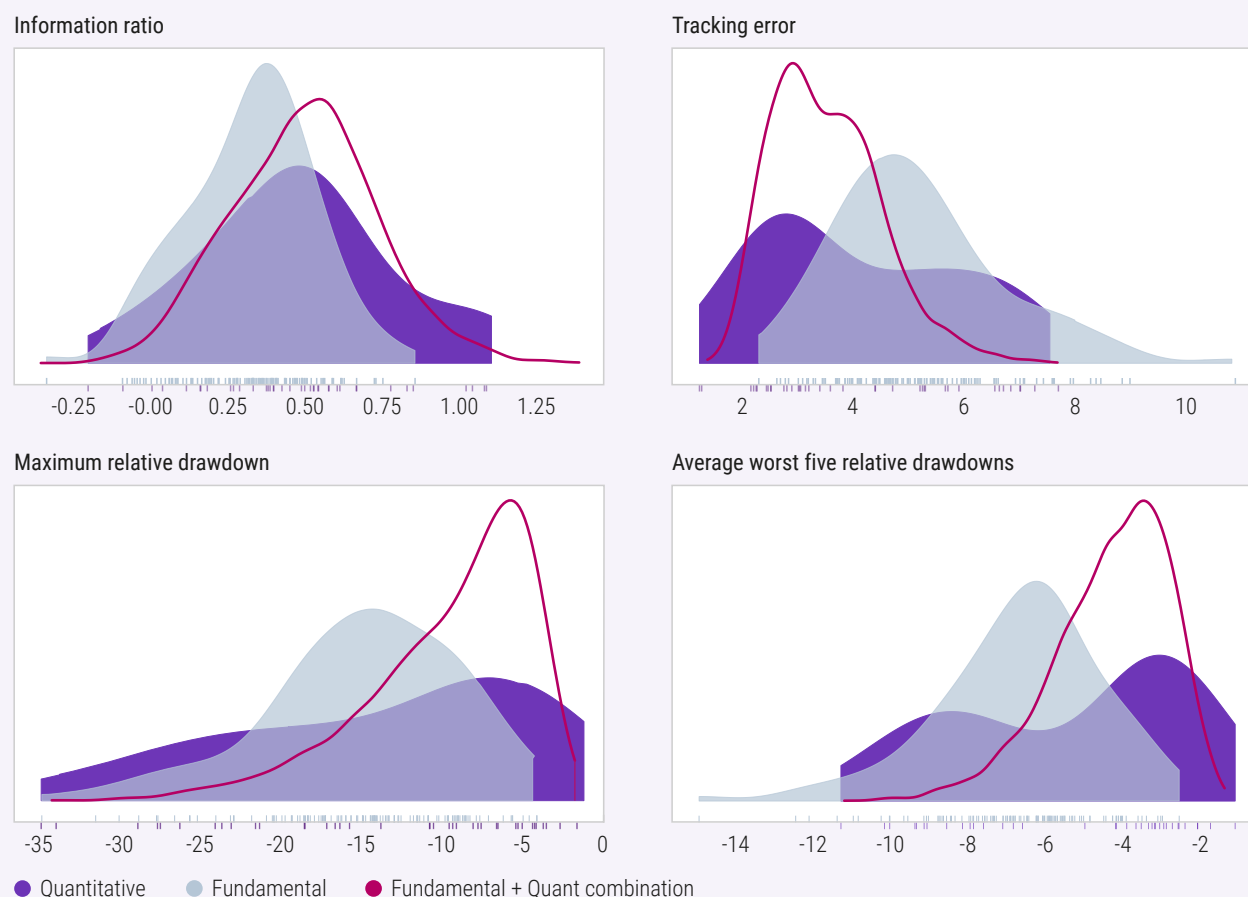 Information ratio
-0.25 -0.00 0.25 0.50 0.75 1.00 1.25
Tracking error
2 4 6 8 10
Maximum relative drawdown
-35 -30 -25 -20 -15 -10 -5 0
Average worst five relative drawdowns
-14 -12 -10 -8 -6 -4 -2
Quantitative Fundamental Fundamental + Quant combination